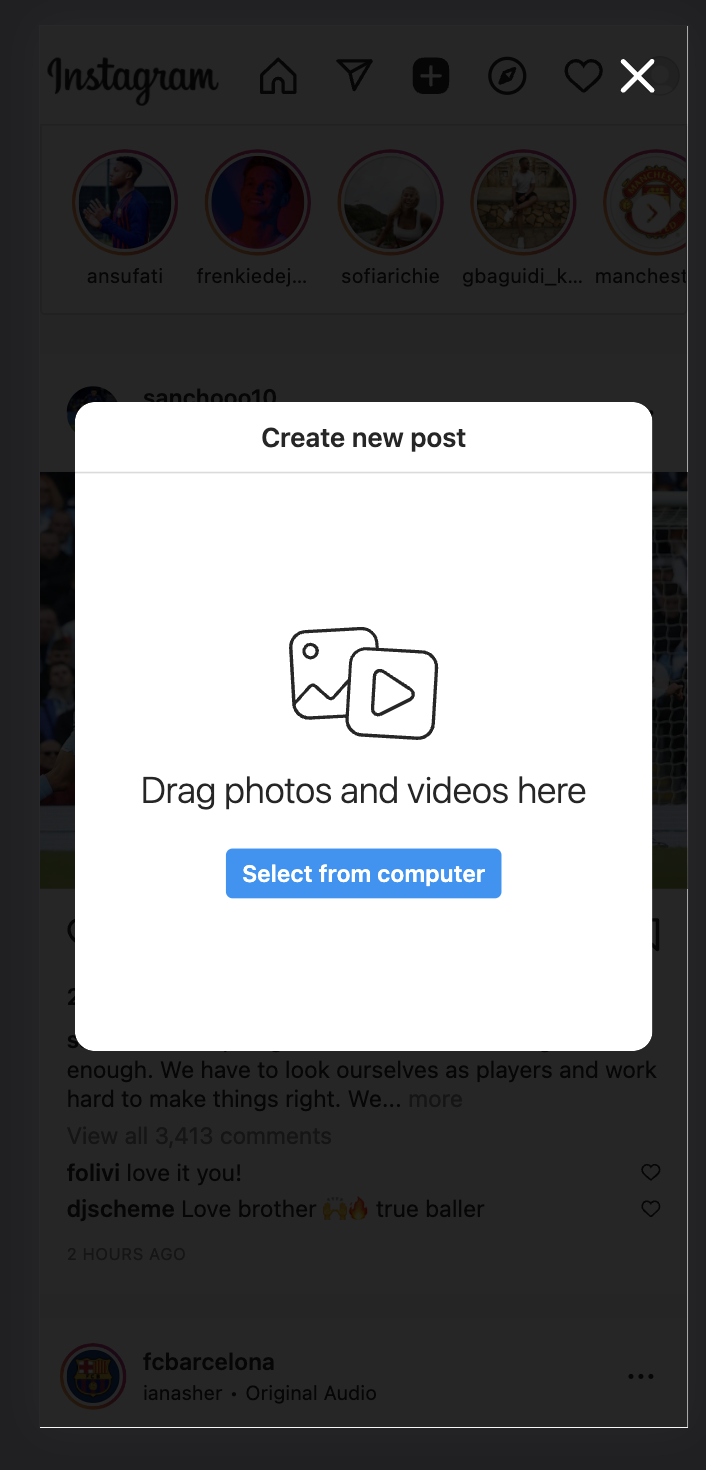 Instagram
ansufati
frenkiedej...
sofiarichie
gbaguidi_k...
manchest
sanchooo10
Create new post
Drag photos and videos here
Select from computer
enough. We have to look ourselves as players and work
hard to make things right. We... more
View all 3,413 comments
folivi love it you!
djscheme Love brother 🙌🔥 true baller
2 HOURS AGO
fcbarcelona
ianasher • Original Audio